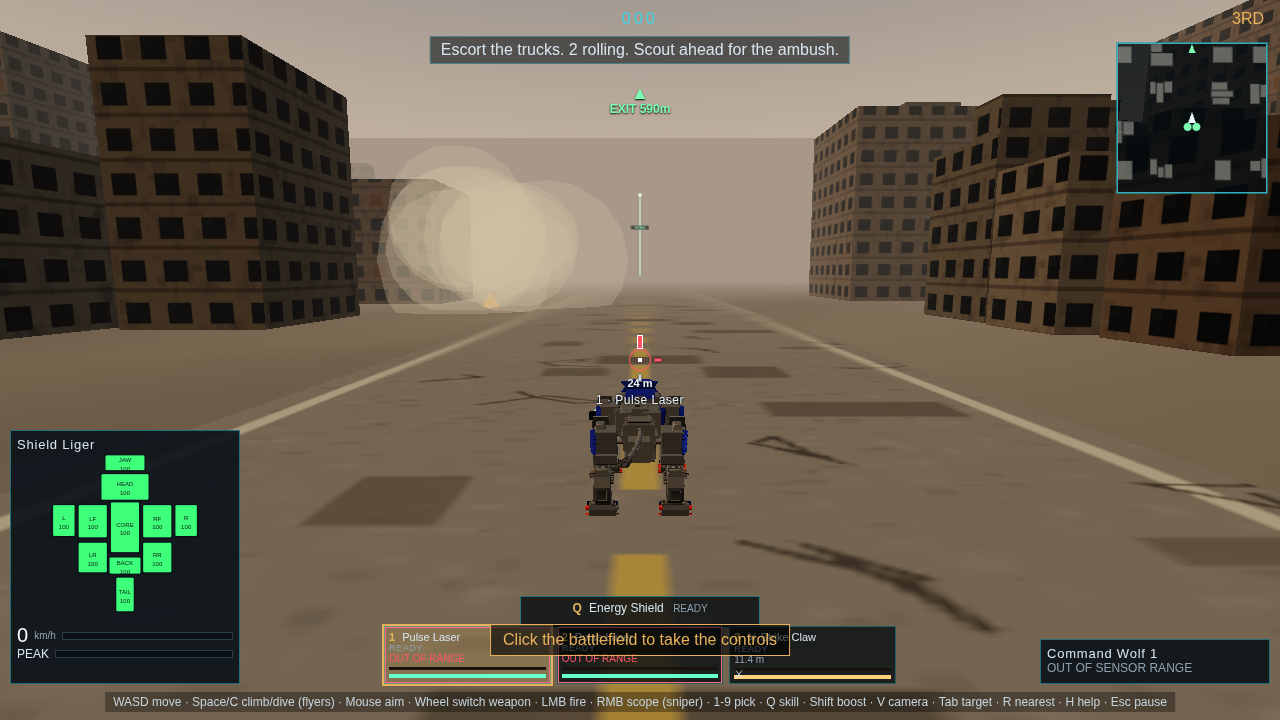 000
3RD
Escort the trucks. 2 rolling. Scout ahead for the ambush.
EXIT 590m
24 m
1 · Pulse Laser
Shield Liger
JAW
100
HEAD
100
L
100
LF
100
CORE
100
RF
100
R
100
LR
100
BACK
100
RR
100
TAIL
100
0 km/h
PEAK
Q Energy Shield READY
1 Pulse Laser
READY
OUT OF RANGE
OUT OF RANGE
Claw
READY
11.4 m
Click the battlefield to take the controls
Command Wolf 1
OUT OF SENSOR RANGE
WASD move · Space/C climb/dive (flyers) · Mouse aim · Wheel switch weapon · LMB fire · RMB scope (sniper) · 1-9 pick · Q skill · Shift boost · V camera · Tab target · R nearest · H help · Esc pause